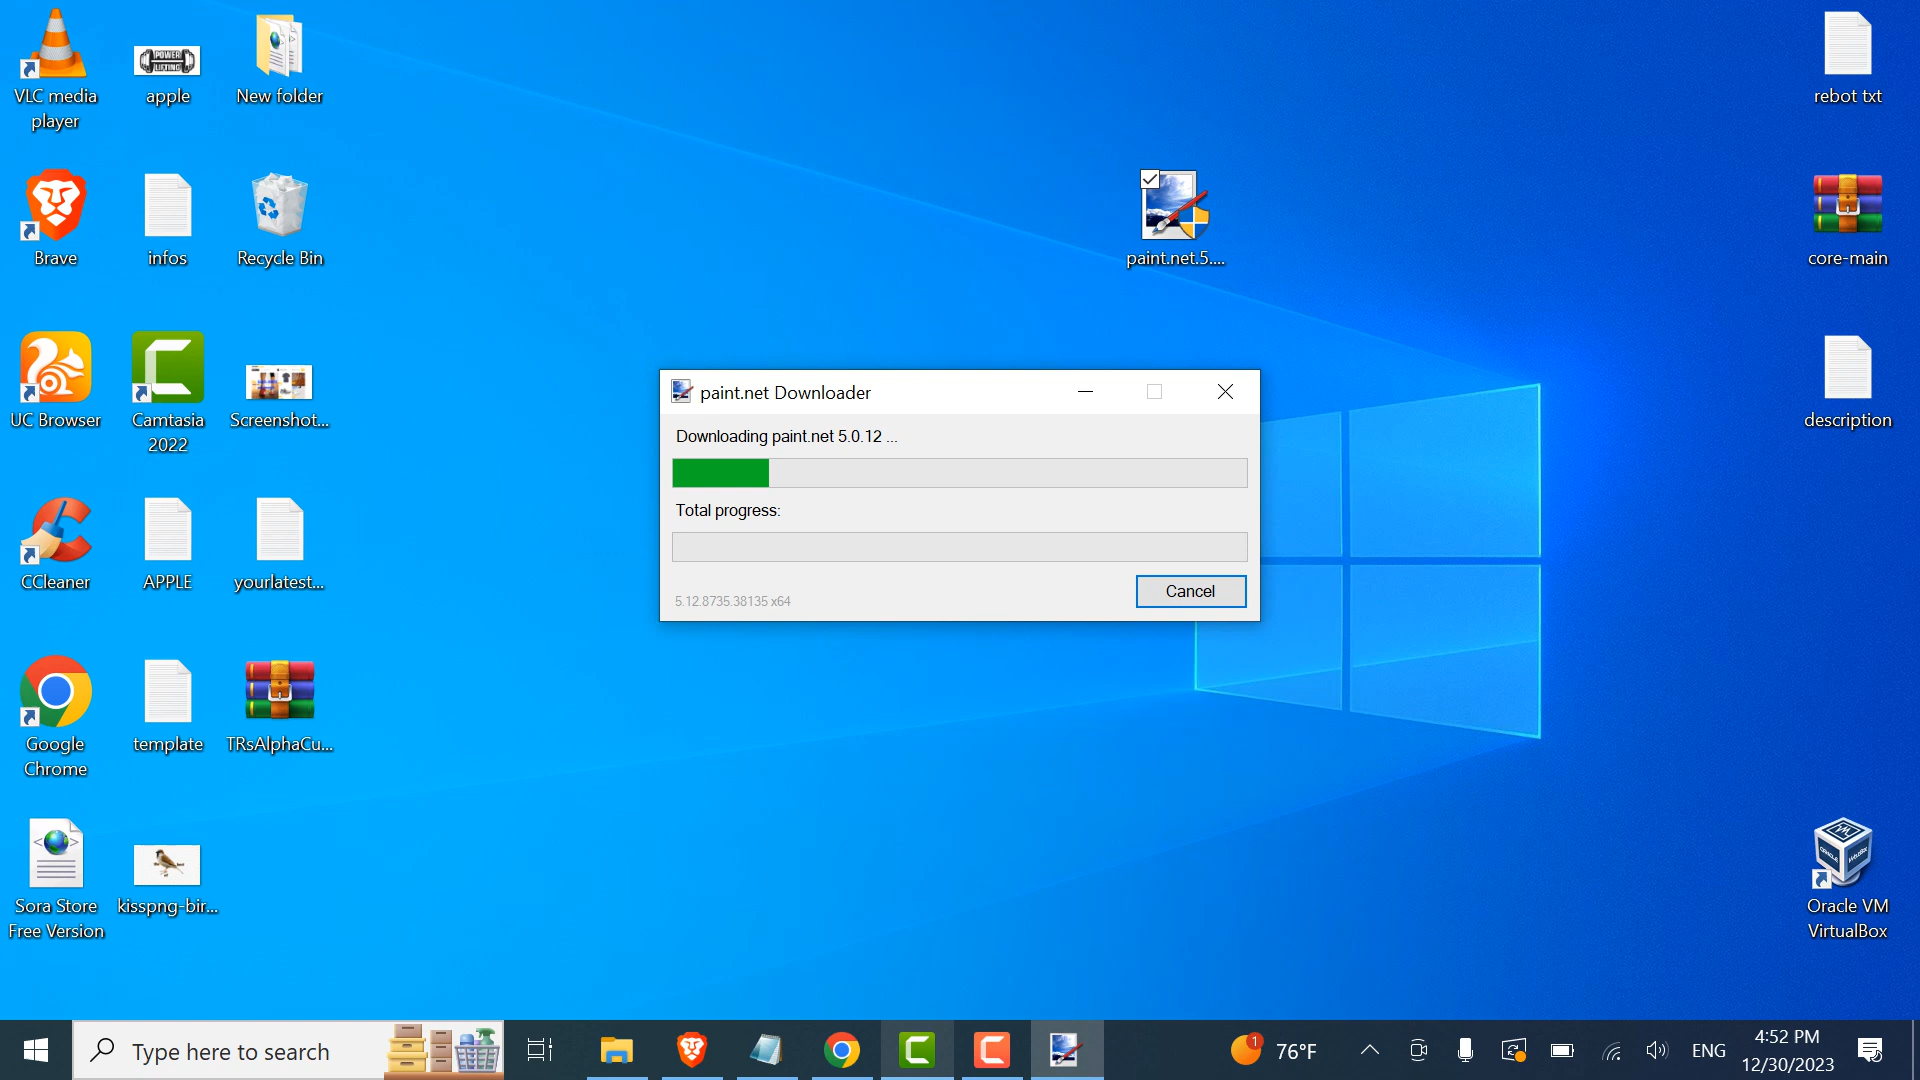 VLC media
player
apple
New folder
rebot txt
POWER
LIFTING
Brave
infos
Recycle Bin
paint.net.5....
core-main
UC Browser
Camtasia
2022
Screenshot...
description
paint.net Downloader
Downloading paint.net 5.0.12 ...
Total progress:
5.12.8735.38135 x64
Cancel
CCleaner
APPLE
yourlatest...
Google
Chrome
template
TRsAlphaCu...
Sora Store
Free Version
kisspng-bir...
Oracle VM
VirtualBox
Type here to search
1
76°F
ENG
4:52 PM
12/30/2023